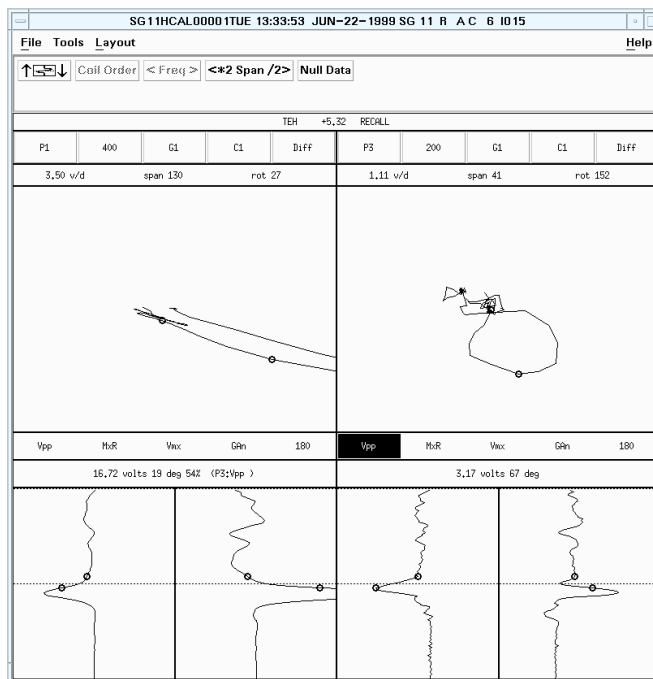 SG11HCAL00001TUE 13:33:53 JUN-22-1999 SG 11 R A C 6 I015
File Tools Layout Help
Coil Order < Freq > <*2 Span /2> Null Data
TEH +5.32 RECALL
P1 400 G1 C1 Diff P3 200 G1 C1 Diff
3.50 v/d span 130 rot 27 1.11 v/d span 41 rot 152
Vpp MxR Vmx GAn 180 Vpp MxR Vmx GAn 180
16.72 volts 19 deg 54% (P3:Vpp ) 3.17 volts 67 deg